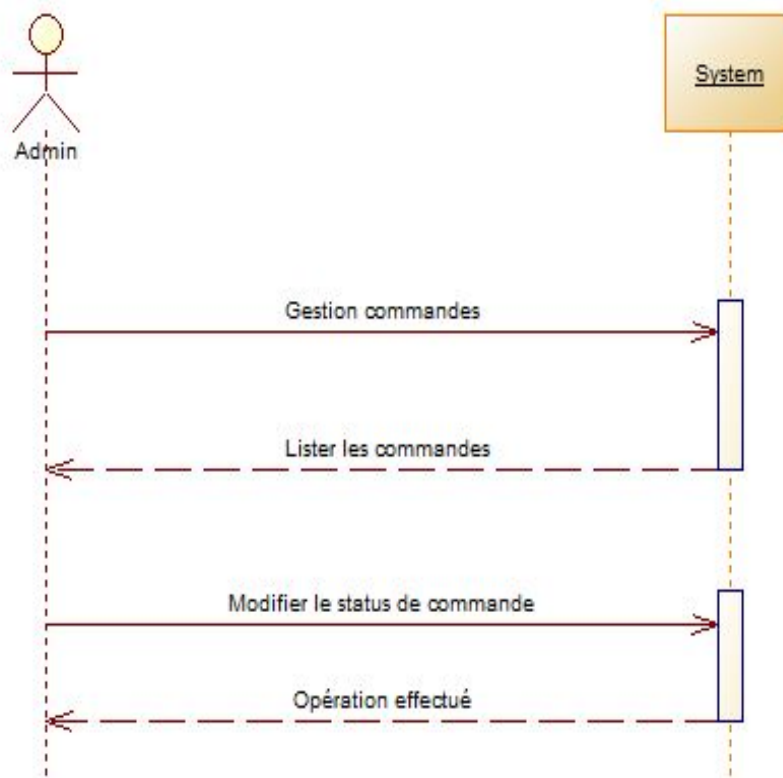 System
Admin
Gestion commandes
Lister les commandes
Modifier le status de commande
Opération effectué